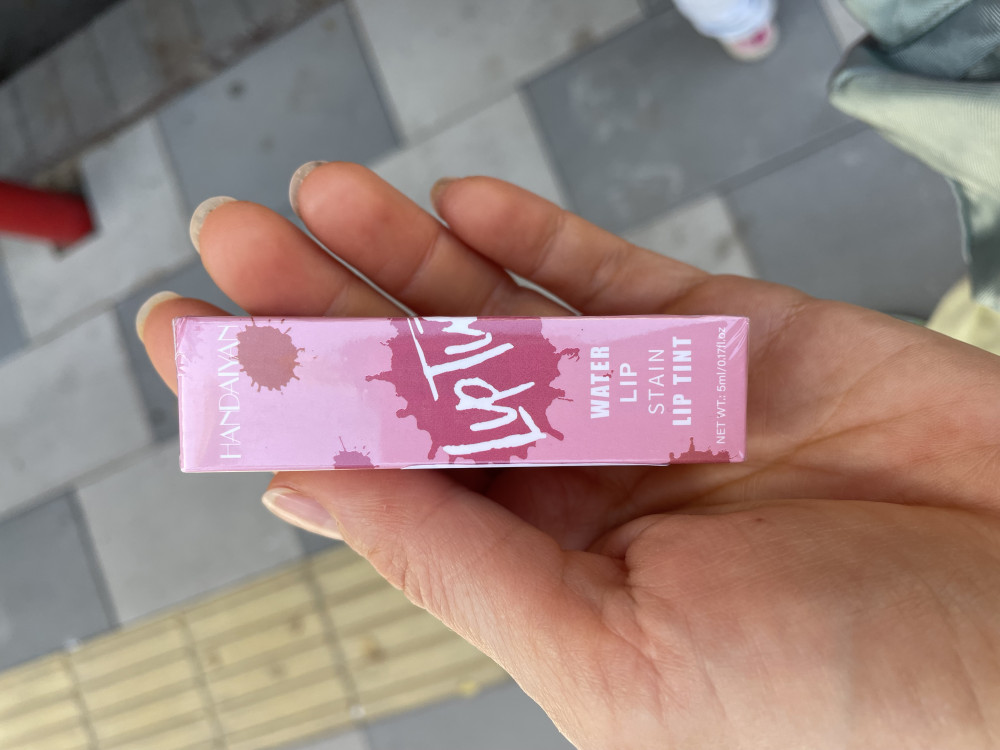 HANDAIYAN
LIP TINT
WATER
LIP
STAIN
LIP TINT
NET WT.: 5ml/0.17fl.oz